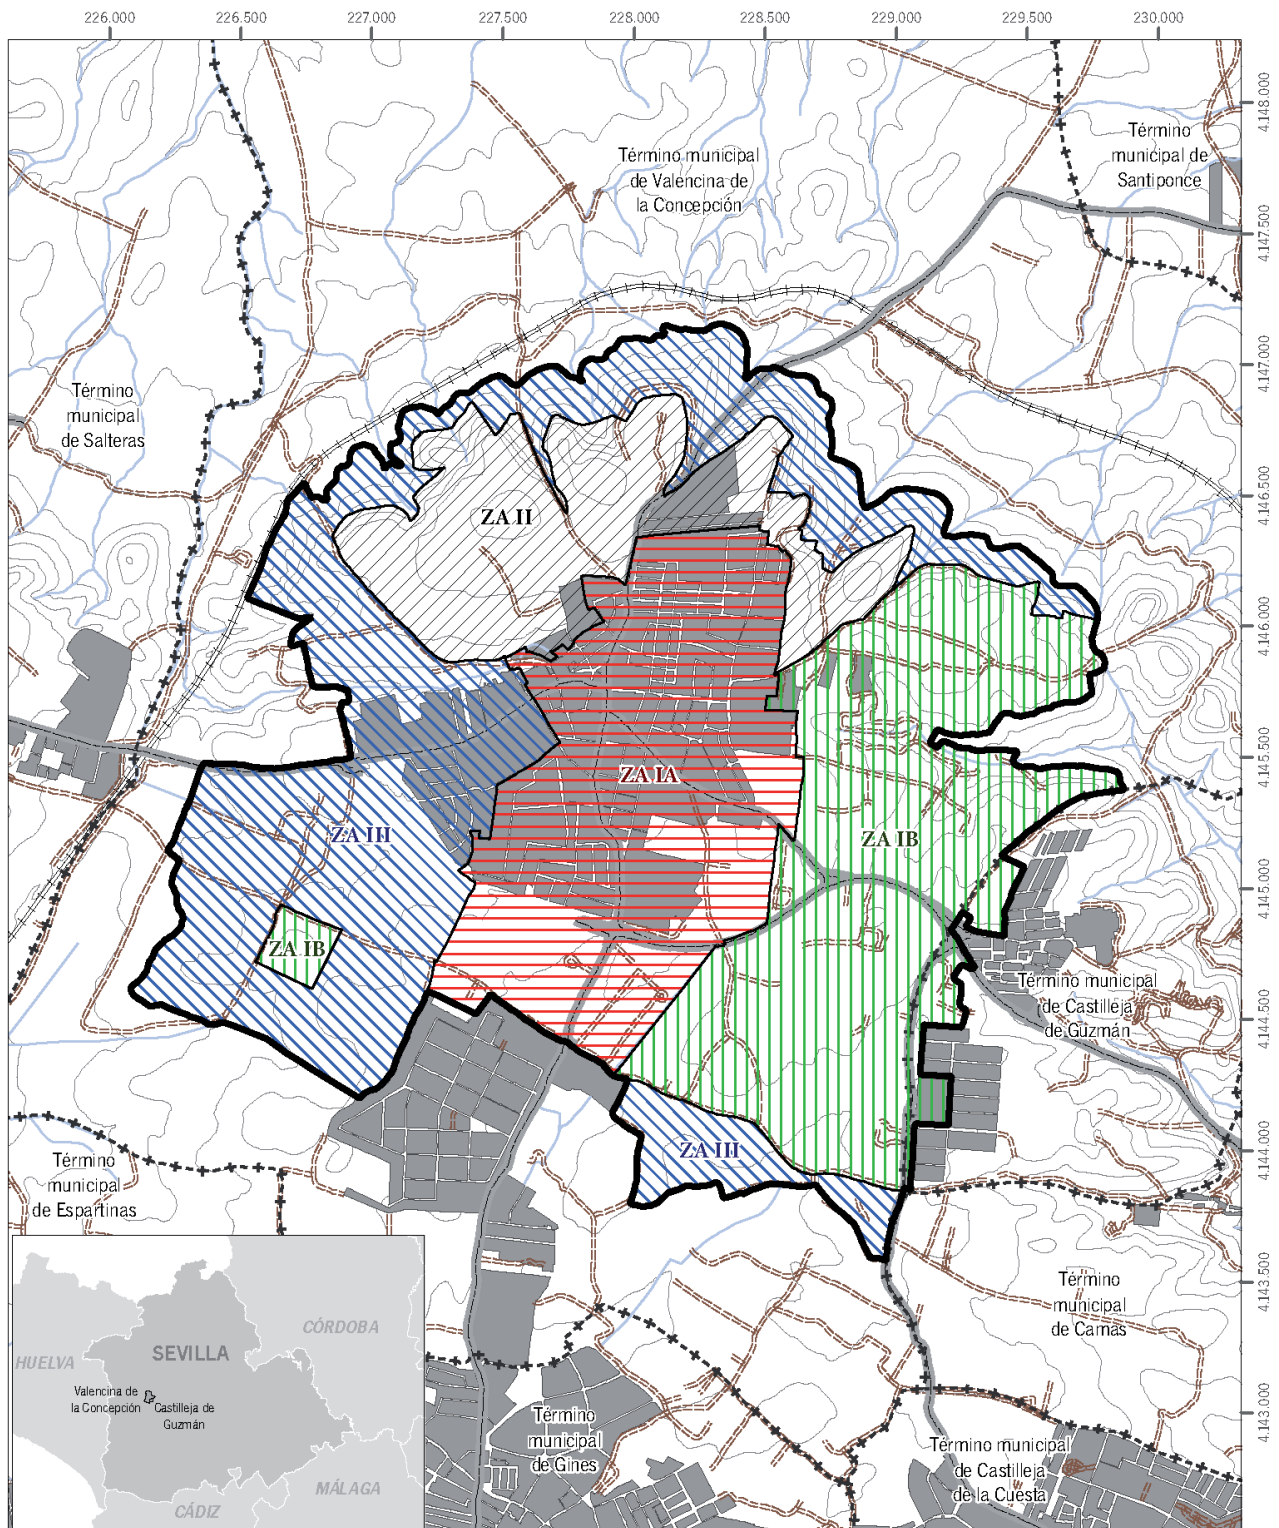 226.000
226.500
227.000
227.500
228.000
228.500
229.000
229.500
230.000
4.148.000
4.147.500
4.147.000
4.146.500
4.146.000
4.145.500
4.145.000
4.144.500
4.144.000
4.143.500
4.143.000
Término municipal
de Valencina de
la Concepción
Término
municipal de
Santiponce
Término
municipal
de Salteras
ZA II
ZA IA
ZA III
ZA IB
ZA IB
Término municipal
de Castilleja
de Guzmán
ZA III
Término
municipal
de Espartinas
Término
municipal
de Camas
Término
municipal
de Gines
Término municipal
de Castilleja
de la Cuesta
CÓRDOBA
HUELVA
SEVILLA
Valencina de
la Concepción
Castilleja de
Guzmán
MÁLAGA
CÁDIZ